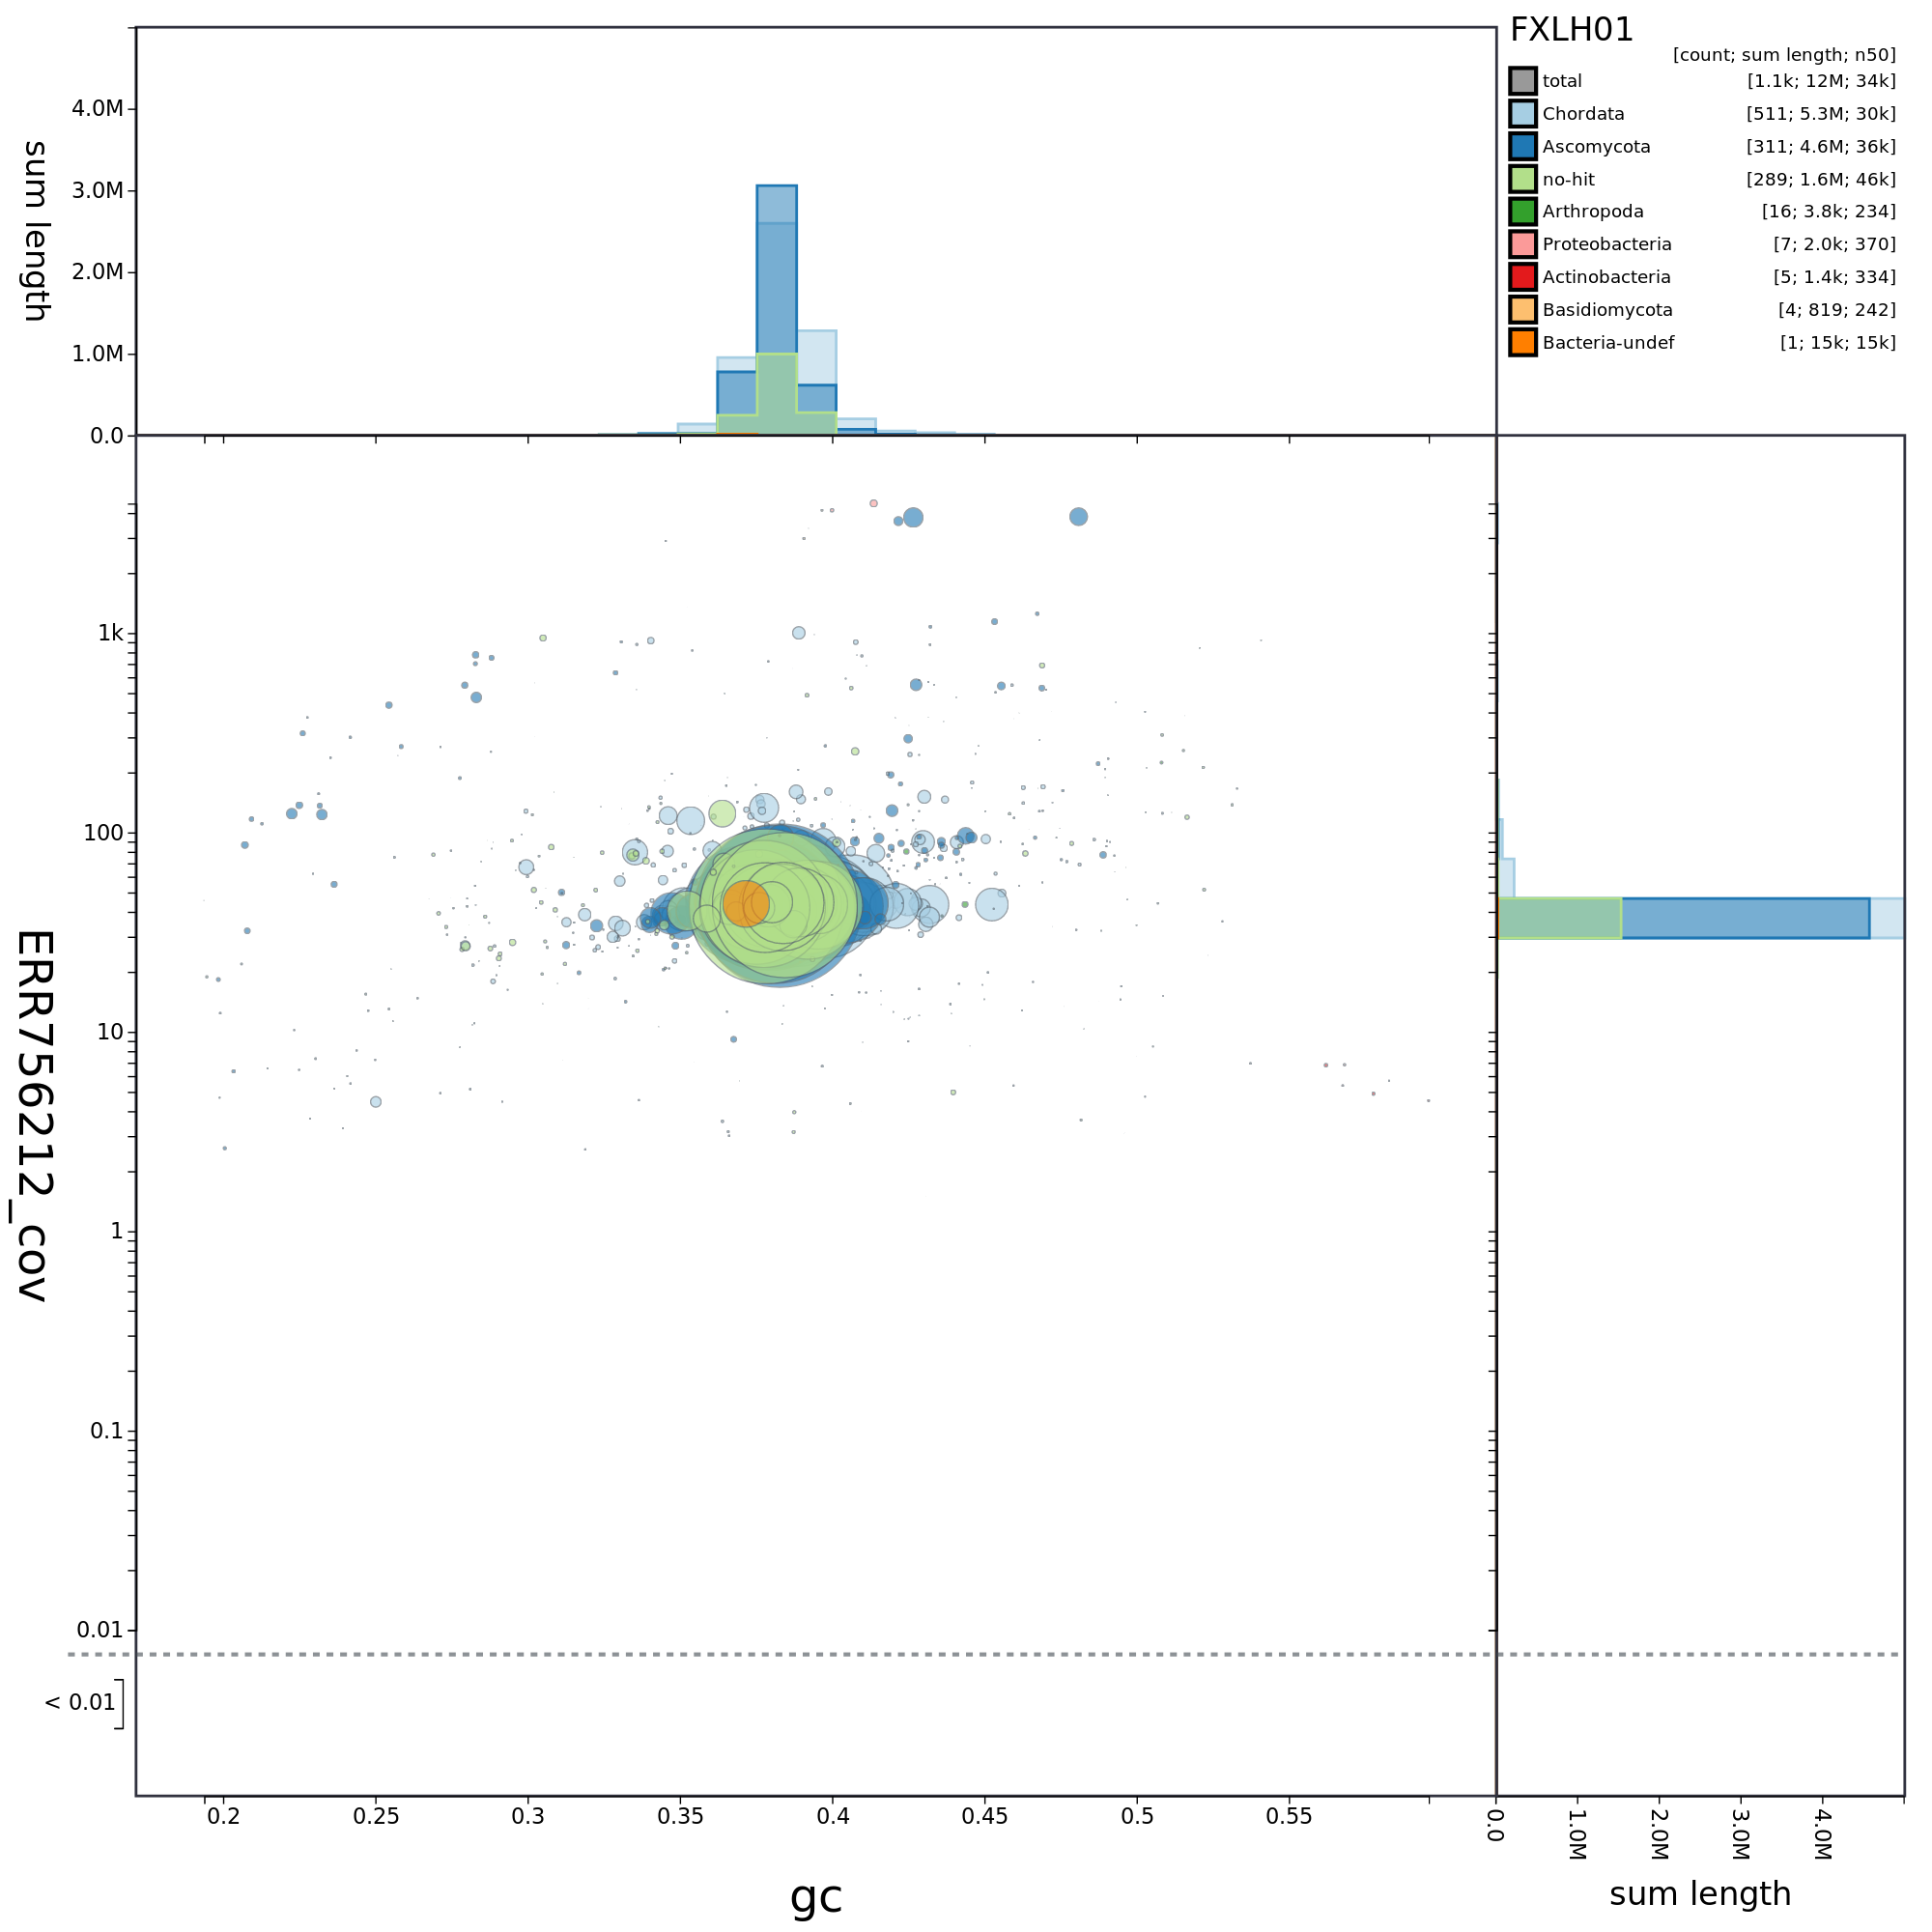 FXLH01
[count; sum length; n50]
total [1.1k; 12M; 34k]
Chordata [511; 5.3M; 30k]
Ascomycota [311; 4.6M; 36k]
no-hit [289; 1.6M; 46k]
Arthropoda [16; 3.8k; 234]
Proteobacteria [7; 2.0k; 370]
Actinobacteria [5; 1.4k; 334]
Basidiomycota [4; 819; 242]
Bacteria-undef [1; 15k; 15k]
sum length
4.0M
3.0M
2.0M
1.0M
0.0
ERR756212_cov
1k
100
10
1
0.1
0.01
< 0.01
0.2 0.25 0.3 0.35 0.4 0.45 0.5 0.55
gc
0.0 1.0M 2.0M 3.0M 4.0M
sum length